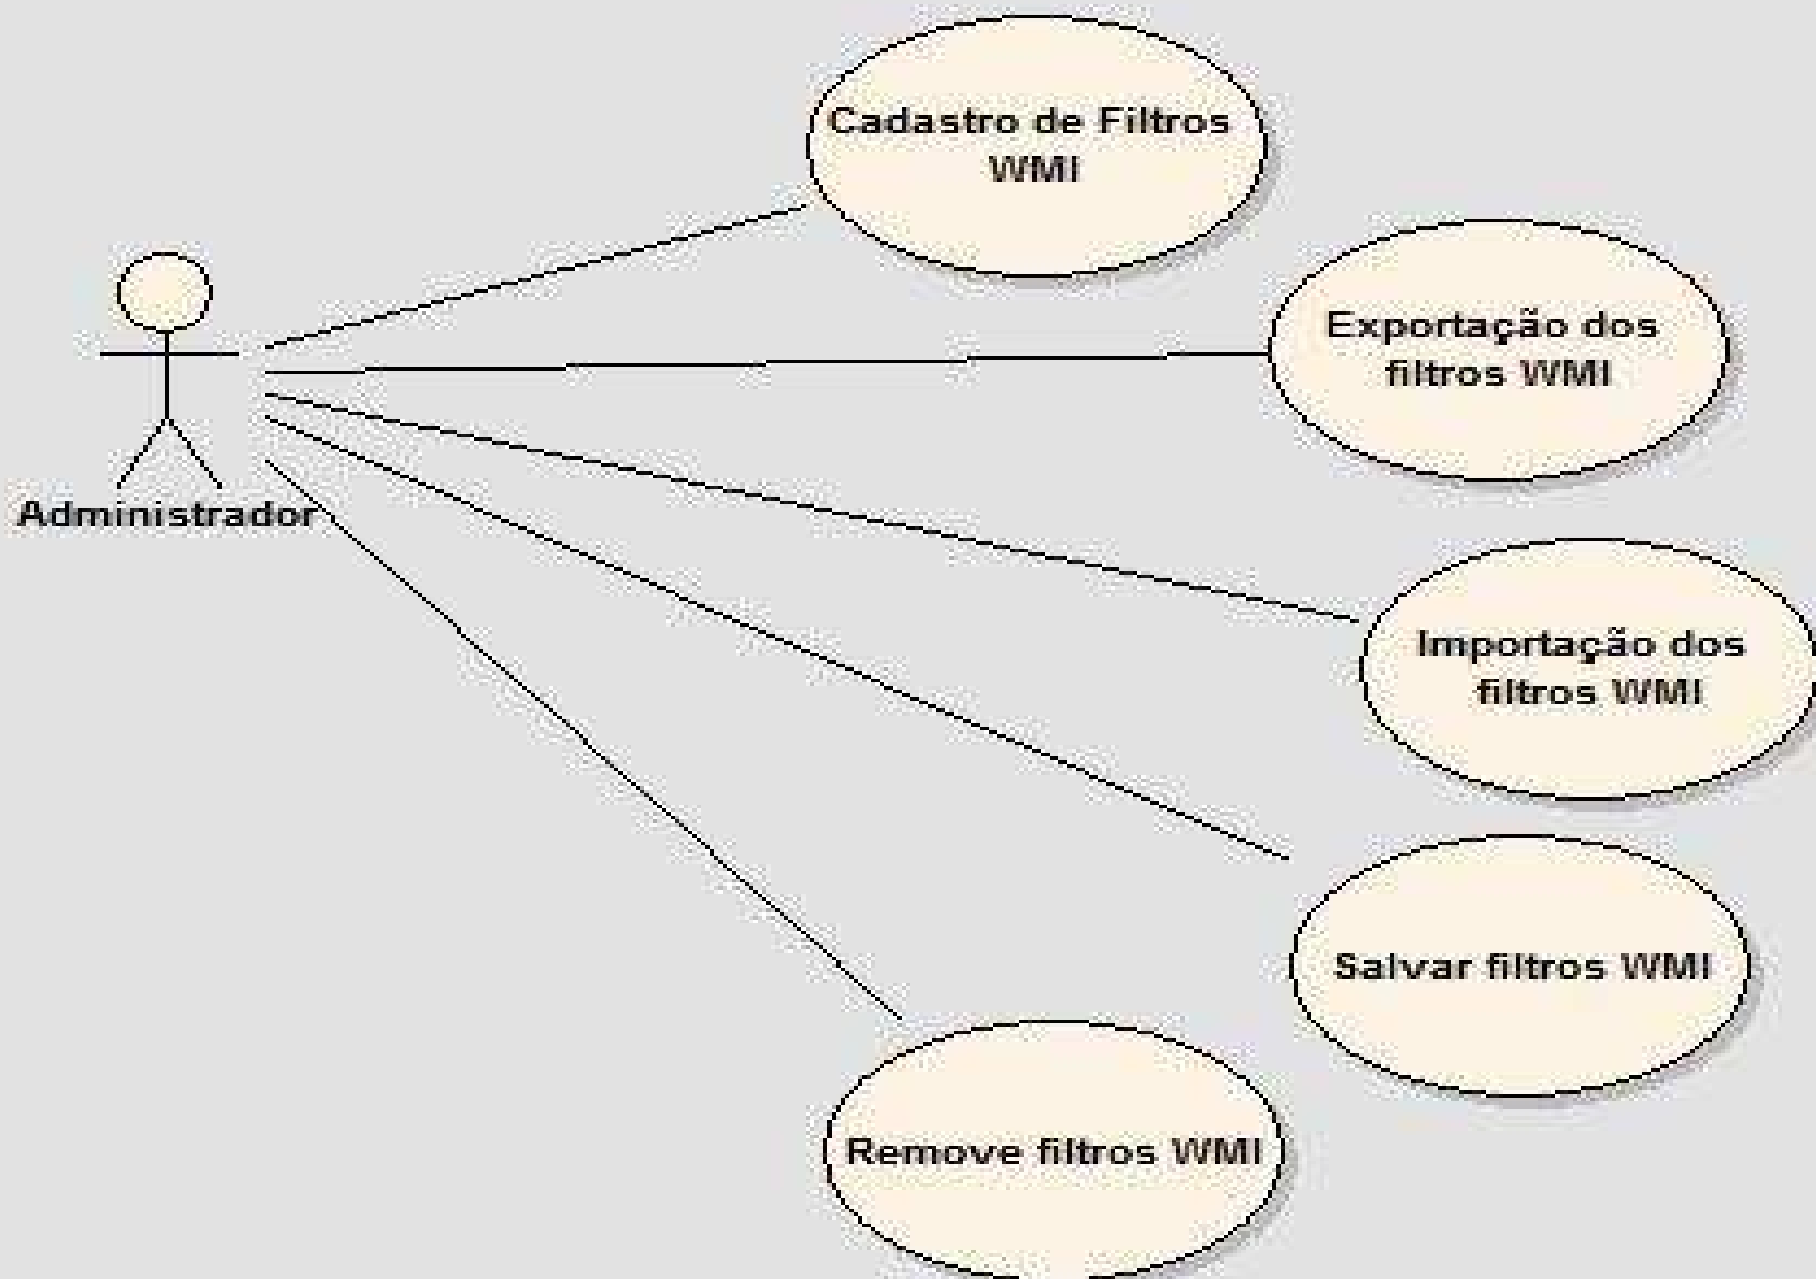 Cadastro de Filtros
WMI
Exportação dos
filtros WMI
Administrador
Importação dos
filtros WMI
Salvar filtros WMI
Remove filtros WMI